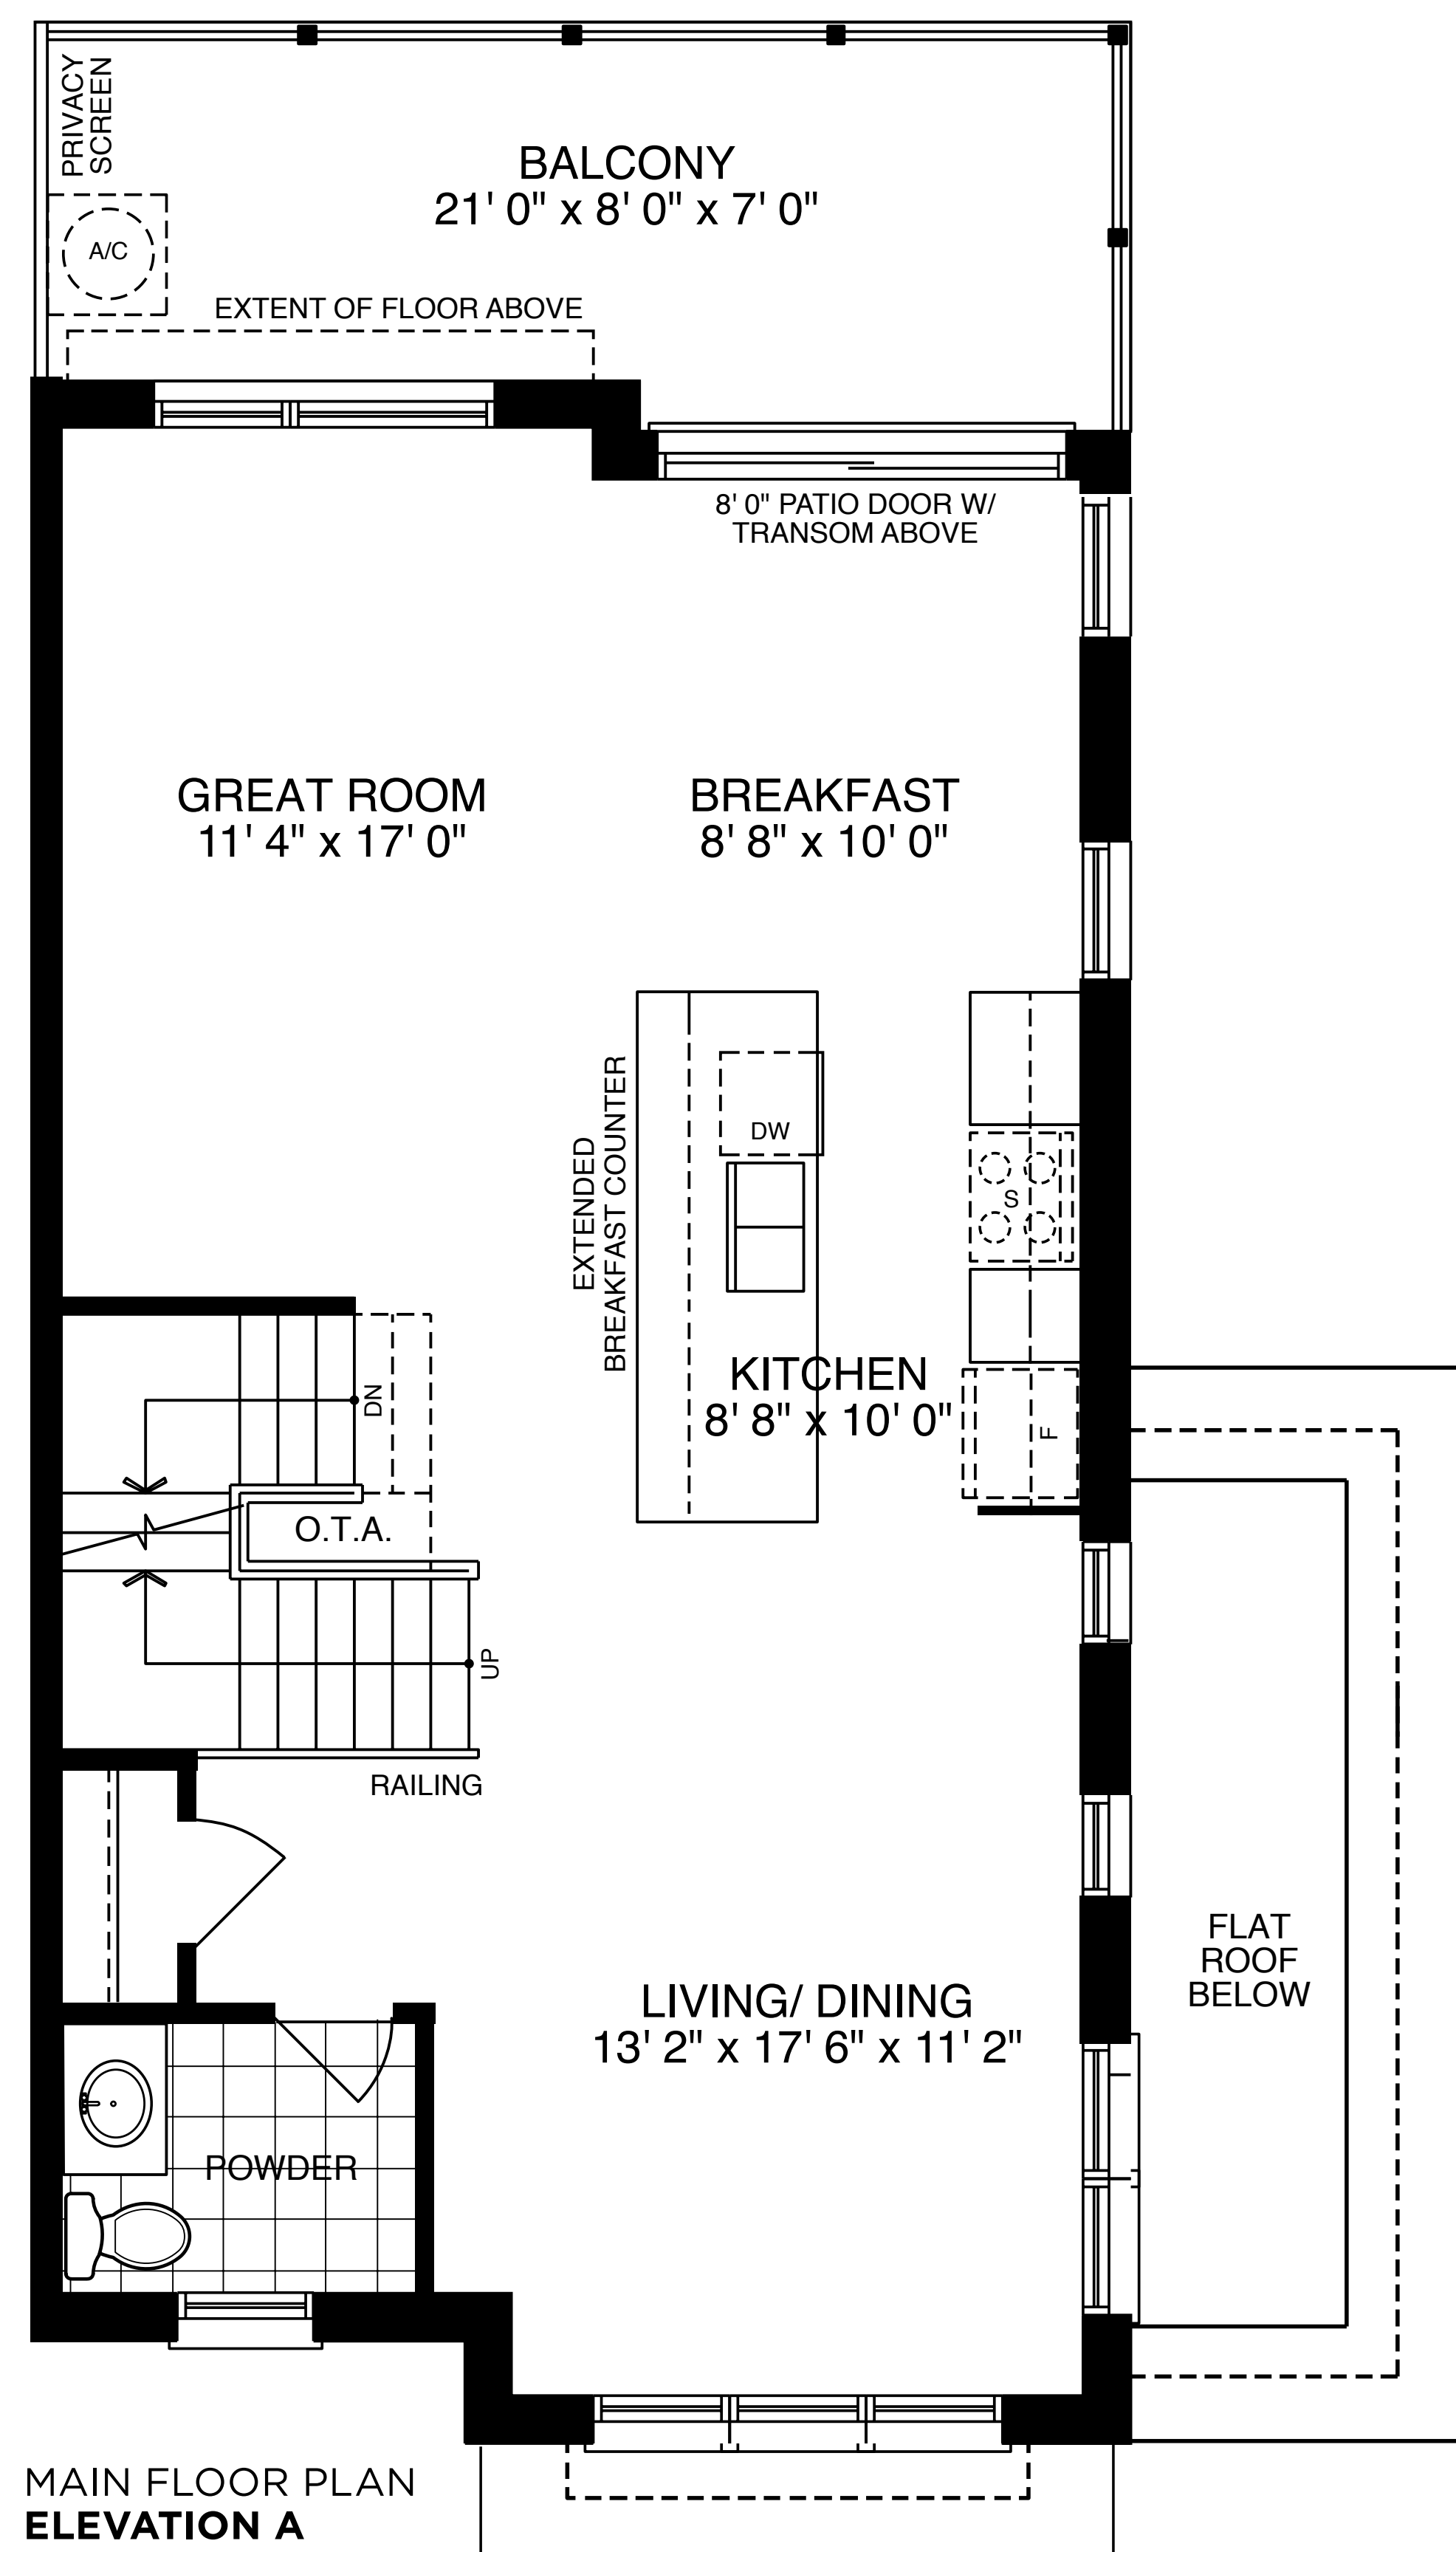 PRIVACY
SCREEN
BALCONY
21' 0" x 8' 0" x 7' 0"
A/C
EXTENT OF FLOOR ABOVE
8' 0" PATIO DOOR W/
TRANSOM ABOVE
GREAT ROOM
11' 4" x 17' 0"
BREAKFAST
8' 8" x 10' 0"
EXTENDED
BREAKFAST COUNTER
DW
S
KITCHEN
8' 8" x 10' 0"
F
DN
O.T.A.
UP
RAILING
FLAT
ROOF
BELOW
LIVING/ DINING
13' 2" x 17' 6" x 11' 2"
POWDER
MAIN FLOOR PLAN
ELEVATION A